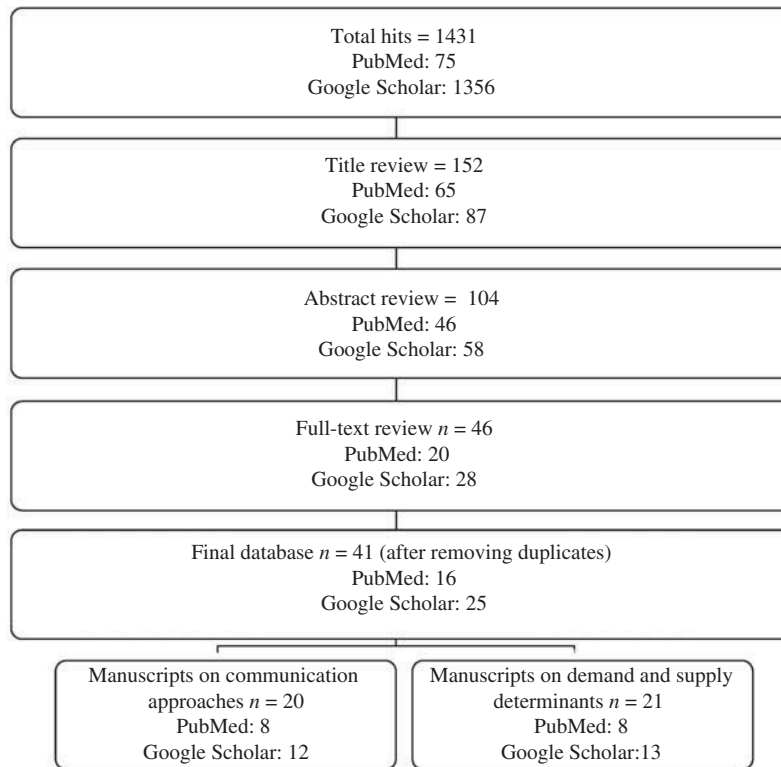 Total hits = 1431
PubMed: 75
Google Scholar: 1356
Title review = 152
PubMed: 65
Google Scholar: 87
Abstract review = 104
PubMed: 46
Google Scholar: 58
Full-text review n = 46
PubMed: 20
Google Scholar: 28
Final database n = 41 (after removing duplicates)
PubMed: 16
Google Scholar: 25
Manuscripts on communication
approaches n = 20
PubMed: 8
Google Scholar: 12
Manuscripts on demand and supply
determinants n = 21
PubMed: 8
Google Scholar:13